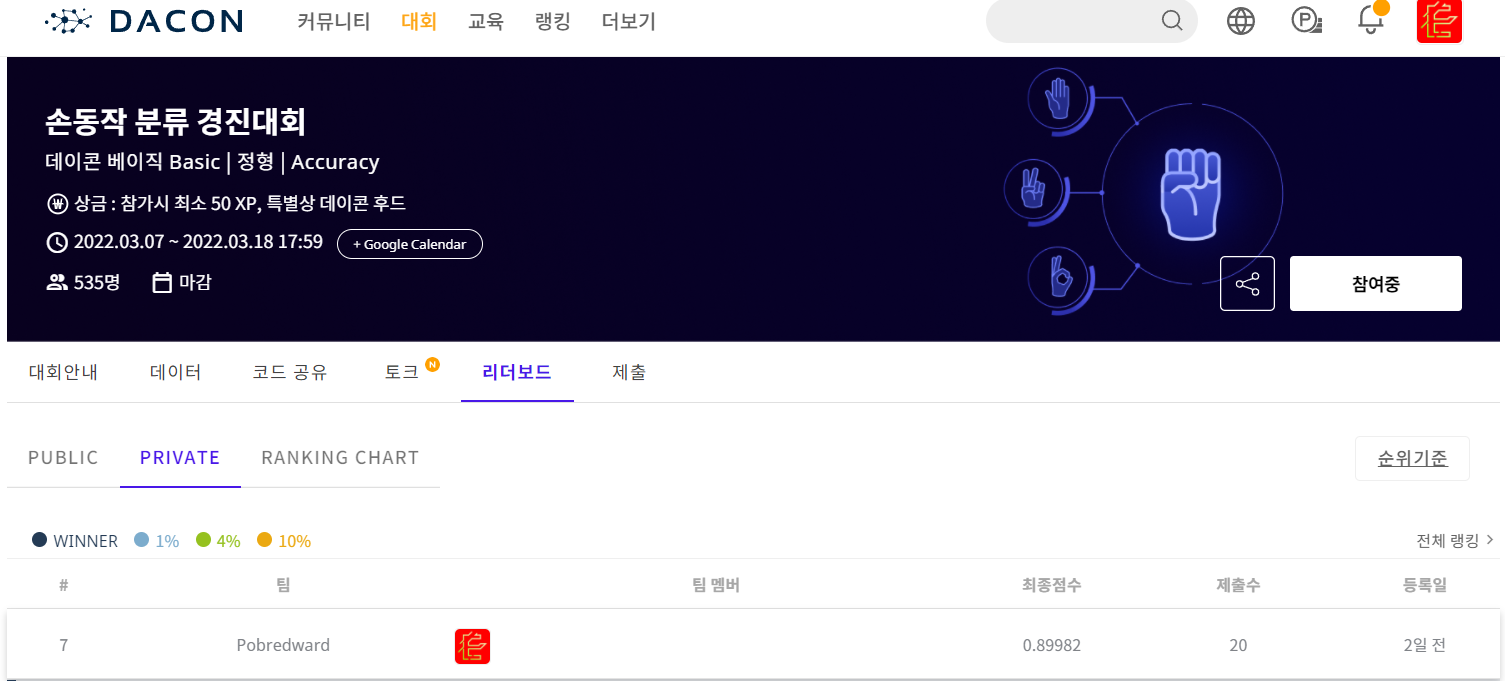 DACON 커뮤니티 대회 교육 랭킹 더보기
손동작 분류 경진대회
데이콘 베이직 Basic | 정형 | Accuracy
₩ 상금 : 참가시 최소 50 XP, 특별상 데이콘 후드
2022.03.07 ~ 2022.03.18 17:59 + Google Calendar
535명 마감
참여중
대회안내 데이터 코드 공유 토크 N 리더보드 제출
PUBLIC PRIVATE RANKING CHART 순위기준
WINNER 1% 4% 10% 전체 랭킹 >
# 팀 팀 멤버 최종점수 제출수 등록일
7 Pobredward 0.89982 20 2일 전